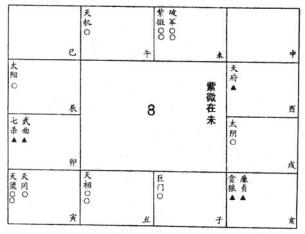 巳
天机○
午
紫微○○
破军○○
未
申
太阳○
辰
8
紫微在未
天府▲
酉
七杀▲
武曲▲
卯
太阴○
戌
天梁○○
天同○
寅
天相○○
丑
巨门○
子
贪狼▲
廉贞▲
亥